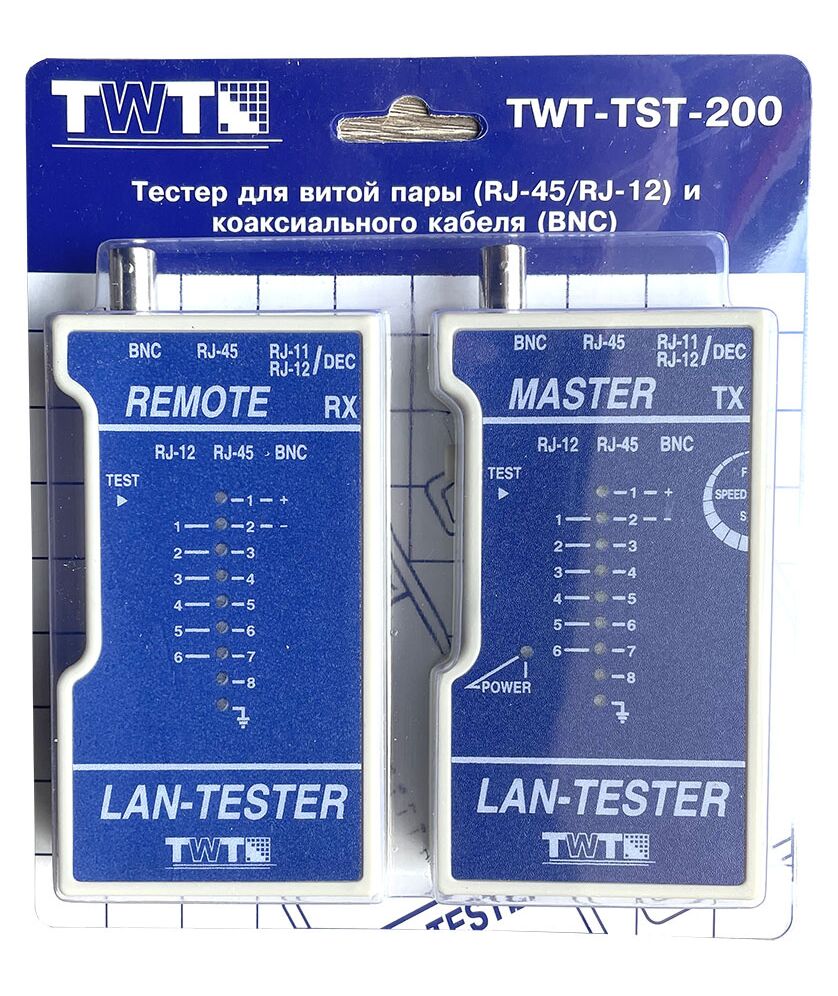 TWT
TWT-TST-200
Тестер для витой пары (RJ-45/RJ-12) и
коаксиального кабеля (BNC)
BNC RJ-45 RJ-11
RJ-12 /DEC
REMOTE RX
RJ-12 RJ-45 BNC
TEST
1 +
1 2 -
2 3
3 4
4 5
5 6
6 7
8
LAN-TESTER
TWT
BNC RJ-45 RJ-11
RJ-12 /DEC
MASTER TX
RJ-12 RJ-45 BNC
TEST
1 +
SPEED
1 2 -
2 3
3 4
4 5
5 6
6 7
8
POWER
LAN-TESTER
TWT
TESTER